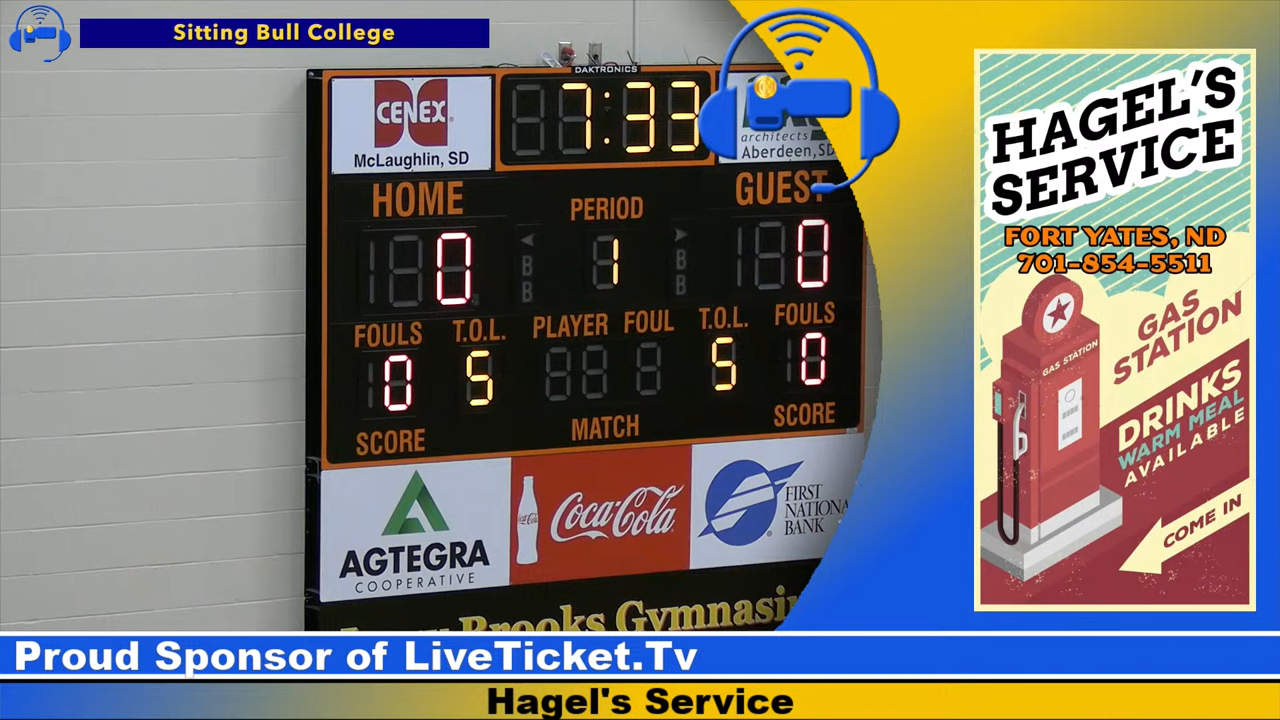 Sitting Bull College
DAKTRONICS
CENEX
McLaughlin, SD
7:33
architects
Aberdeen, SD
HOME
PERIOD
GUEST
0
1
0
B
B
B
B
FOULS
T.O.L.
PLAYER
FOUL
T.O.L.
FOULS
0
5
5
0
SCORE
MATCH
SCORE
AGTEGRA
COOPERATIVE
Coca-Cola
FIRST
NATIONAL
BANK
Brooks Gymnasi
HAGEL'S
SERVICE
FORT YATES, ND
701-854-5511
GAS STATION
GAS
STATION
DRINKS
WARM MEAL
AVAILABLE
COME IN
Proud Sponsor of LiveTicket.Tv
Hagel's Service